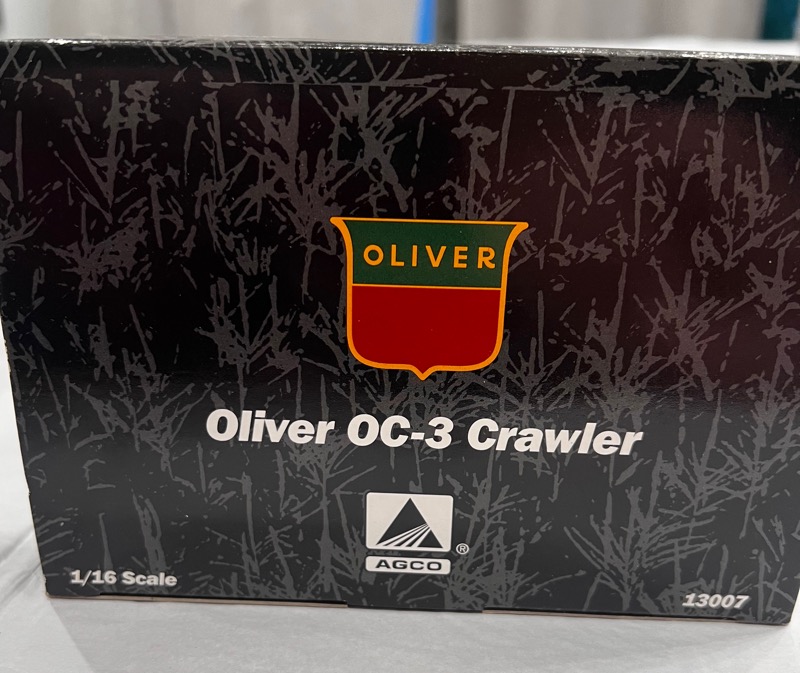 OLIVER
Oliver OC-3 Crawler
®
AGCO
1/16 Scale
13007